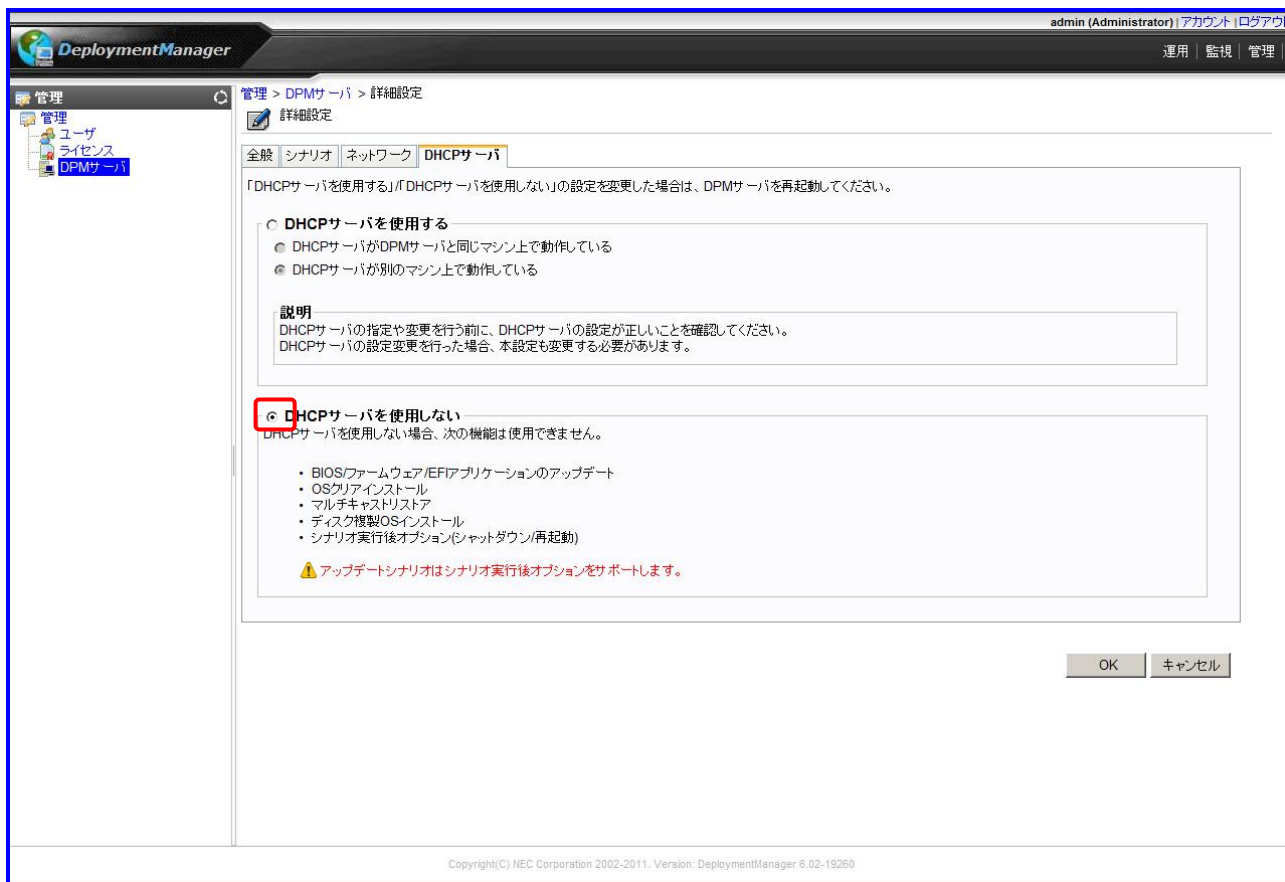 admin (Administrator) | アカウント | ログアウ
DeploymentManager
運用 | 監視 | 管理 |
管理
管理
ユーザ
ライセンス
DPMサーバ
管理 > DPMサーバ > 詳細設定
詳細設定
全般 シナリオ ネットワーク DHCPサーバ
「DHCPサーバを使用する」/「DHCPサーバを使用しない」の設定を変更した場合は、DPMサーバを再起動してください。
DHCPサーバを使用する
DHCPサーバがDPMサーバと同じマシン上で動作している
DHCPサーバが別のマシン上で動作している
説明
DHCPサーバの指定や変更を行う前に、DHCPサーバの設定が正しいことを確認してください。
DHCPサーバの設定変更を行った場合、本設定も変更する必要があります。
DHCPサーバを使用しない
DHCPサーバを使用しない場合、次の機能は使用できません。
• BIOS/ファームウェア/EFIアプリケーションのアップデート
• OSクリアインストール
• マルチキャストリストア
• ディスク複製OSインストール
• シナリオ実行後オプション(シャットダウン/再起動)
アップデートシナリオはシナリオ実行後オプションをサポートします。
OK キャンセル
Copyright(C) NEC Corporation 2002-2011. Version: DeploymentManager 6.02-19260